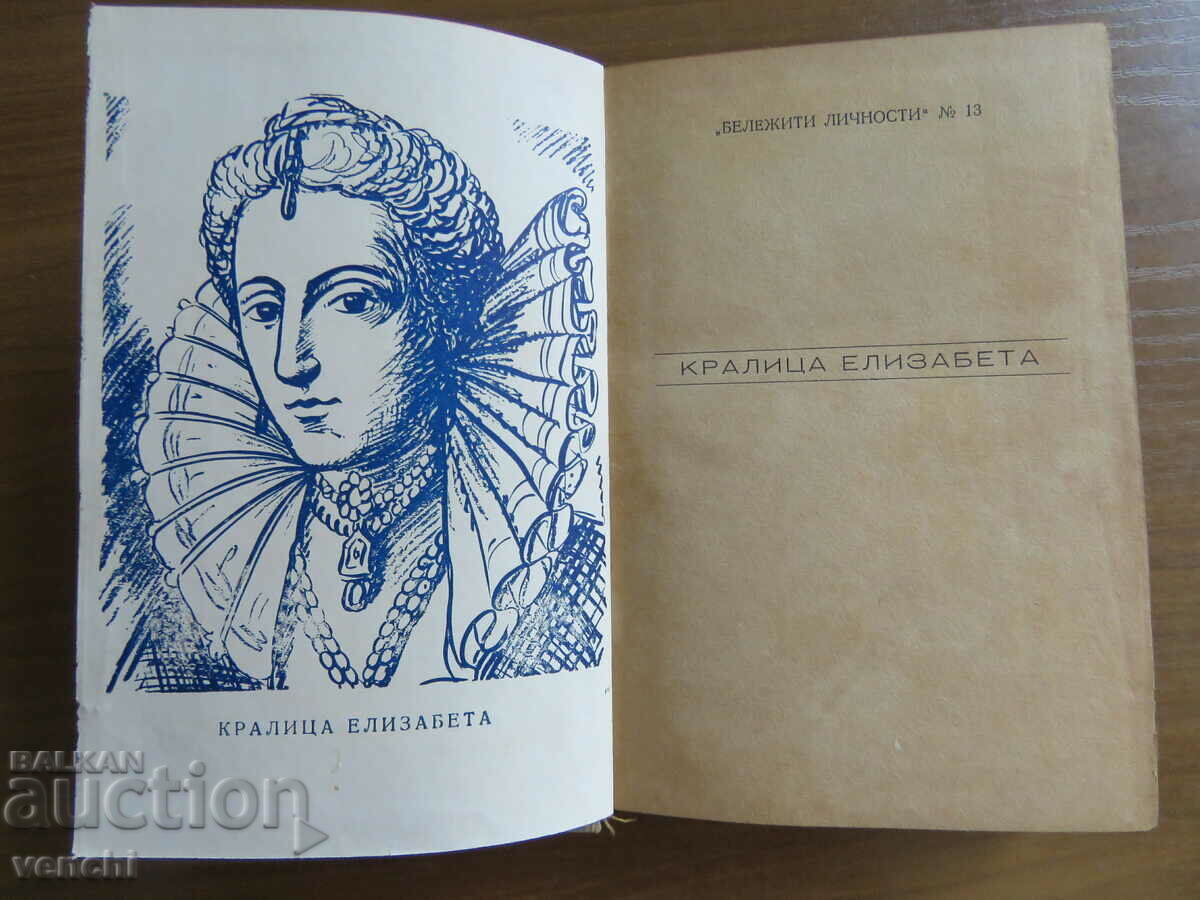 КРАЛИЦА ЕЛИЗАБЕТА
„БЕЛЕЖИТИ ЛИЧНОСТИ“ № 13
КРАЛИЦА ЕЛИЗАБЕТА
BALKAN
auction
venchi